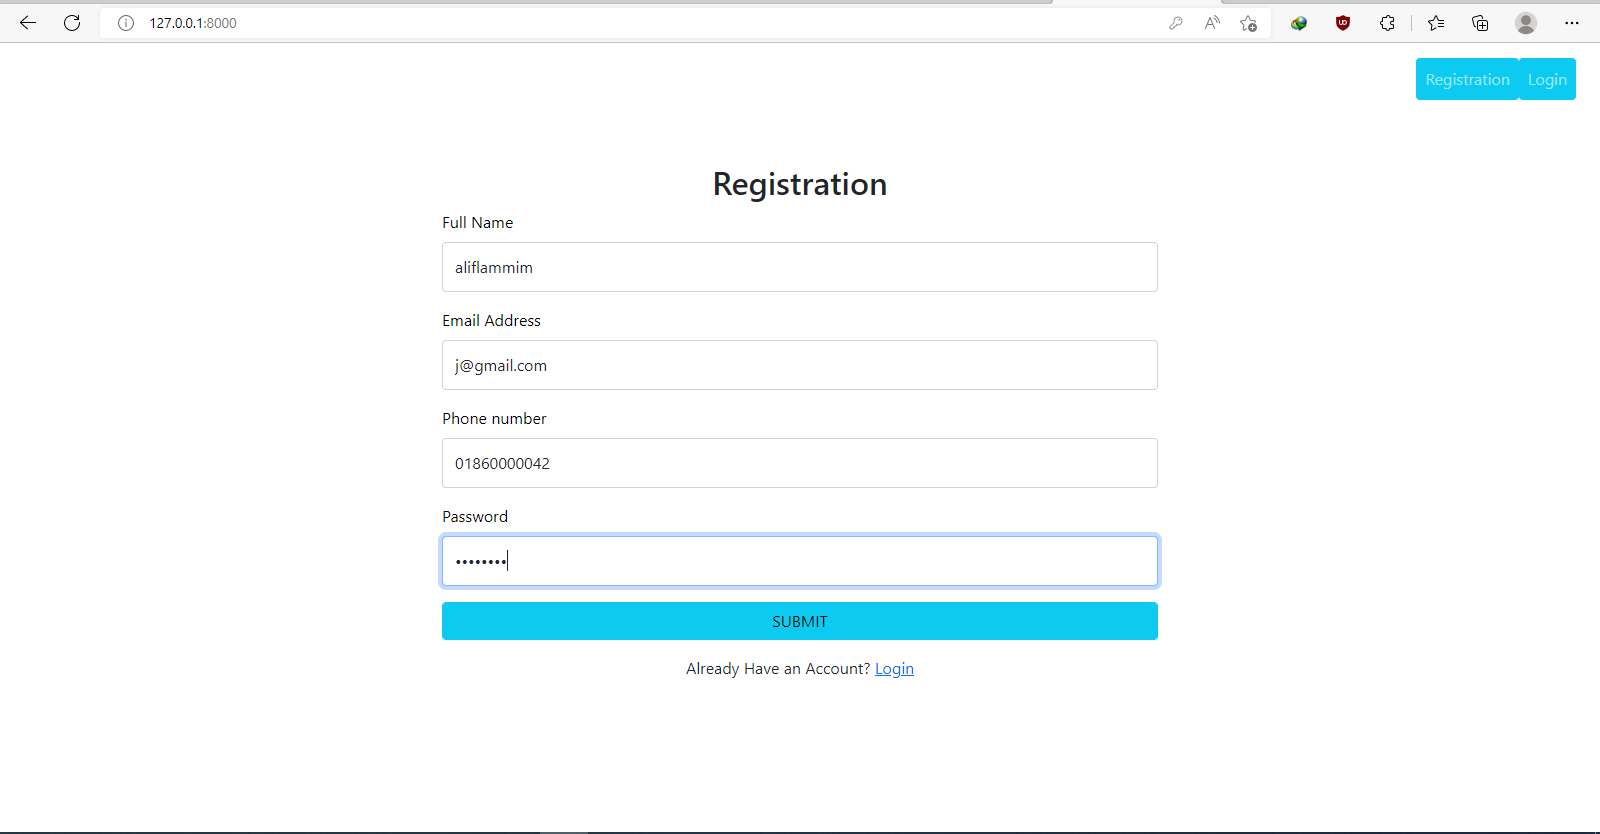 127.0.0.1:8000
Registration Login
Registration
Full Name
aliflammim
Email Address
j@gmail.com
Phone number
01860000042
Password
••••••••
SUBMIT
Already Have an Account? Login